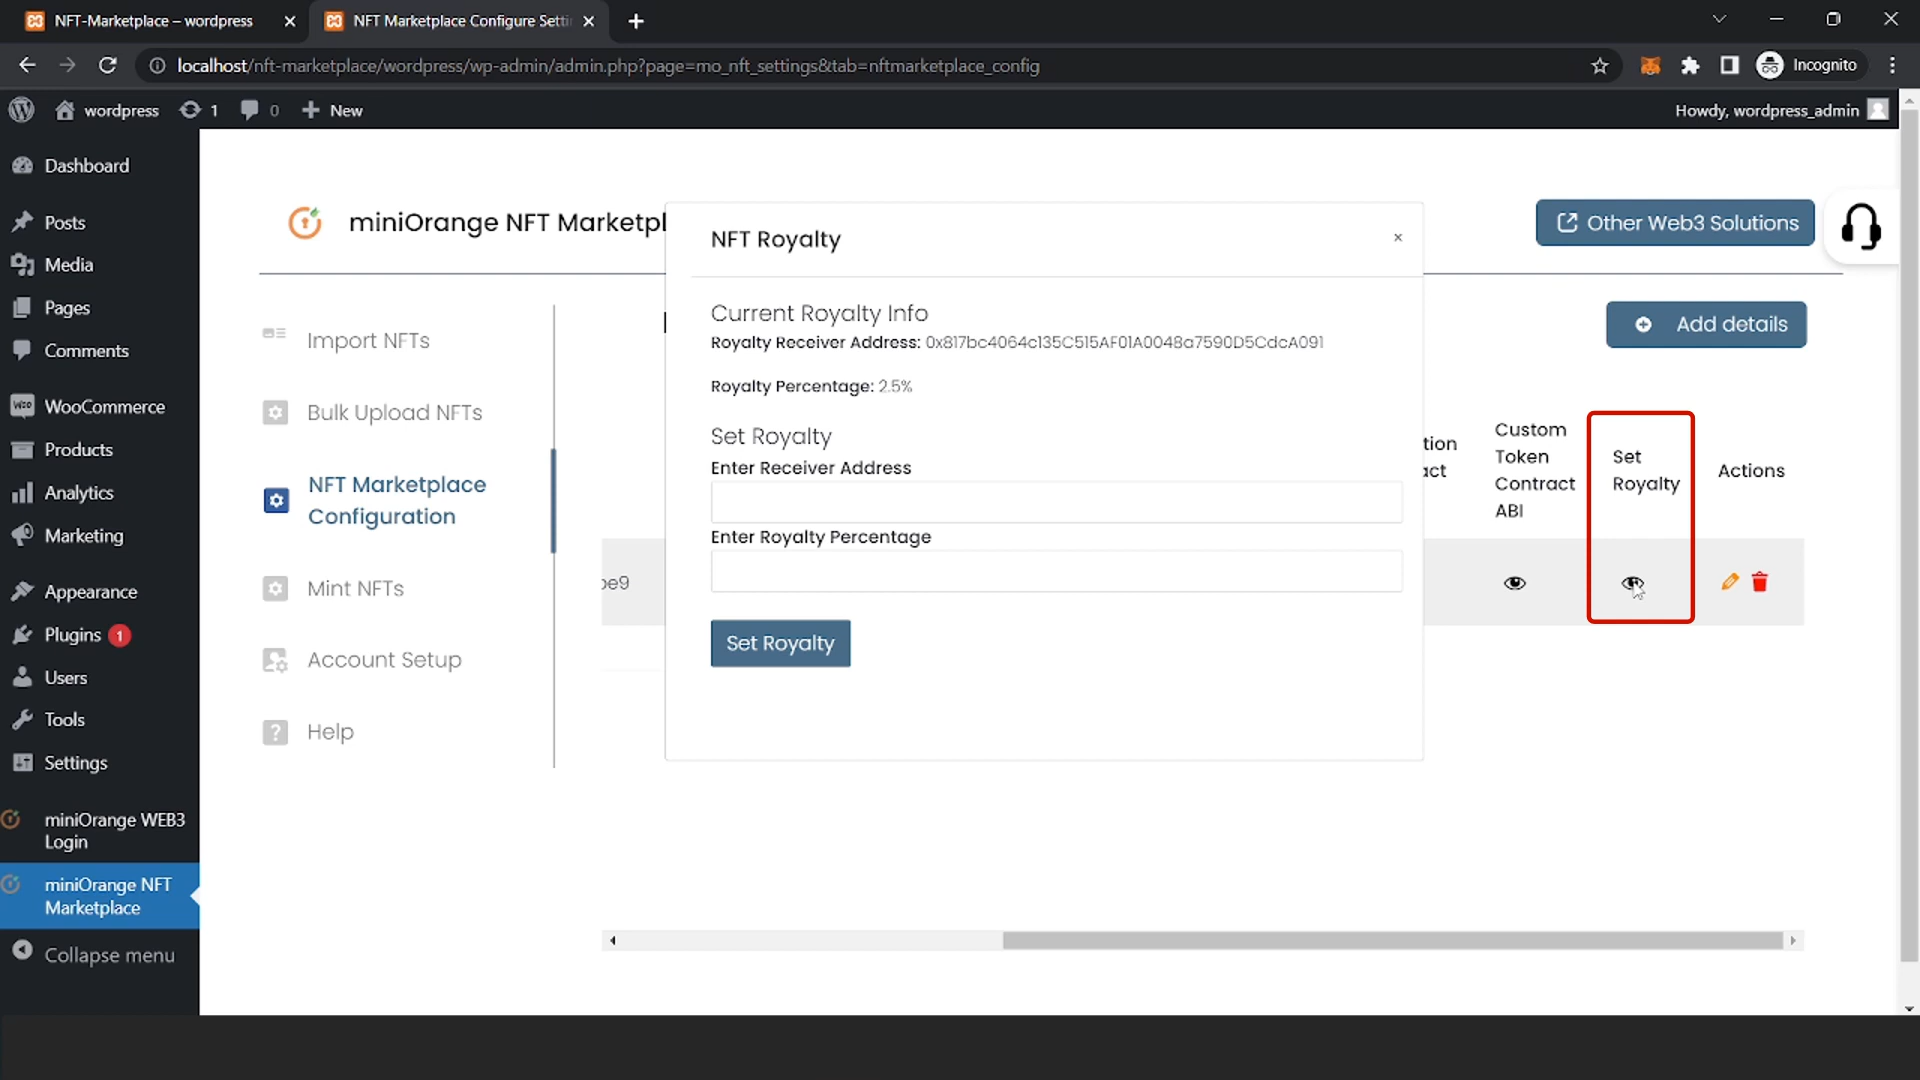 NFT-Marketplace – wordpress
NFT Marketplace Configure Setti
localhost/nft-marketplace/wordpress/wp-admin/admin.php?page=mo_nft_settings&tab=nftmarketplace_config
Incognito
wordpress
1
0
New
Howdy, wordpress_admin
Dashboard
Posts
Media
Pages
Comments
Woo
WooCommerce
Products
Analytics
Marketing
Appearance
Plugins 1
Users
Tools
Settings
miniOrange WEB3
Login
miniOrange NFT
Marketplace
Collapse menu
miniOrange NFT Marketpl
Other Web3 Solutions
Import NFTs
Bulk Upload NFTs
NFT Marketplace
Configuration
Mint NFTs
Account Setup
Help
NFT Royalty
×
Current Royalty Info
Royalty Receiver Address: 0x817bc4064c135C515AF01A0048a7590D5CdcA091
Royalty Percentage: 2.5%
Set Royalty
Enter Receiver Address
Enter Royalty Percentage
Set Royalty
Add details
tion
act
Custom
Token
Contract
ABI
Set
Royalty
Actions
be9